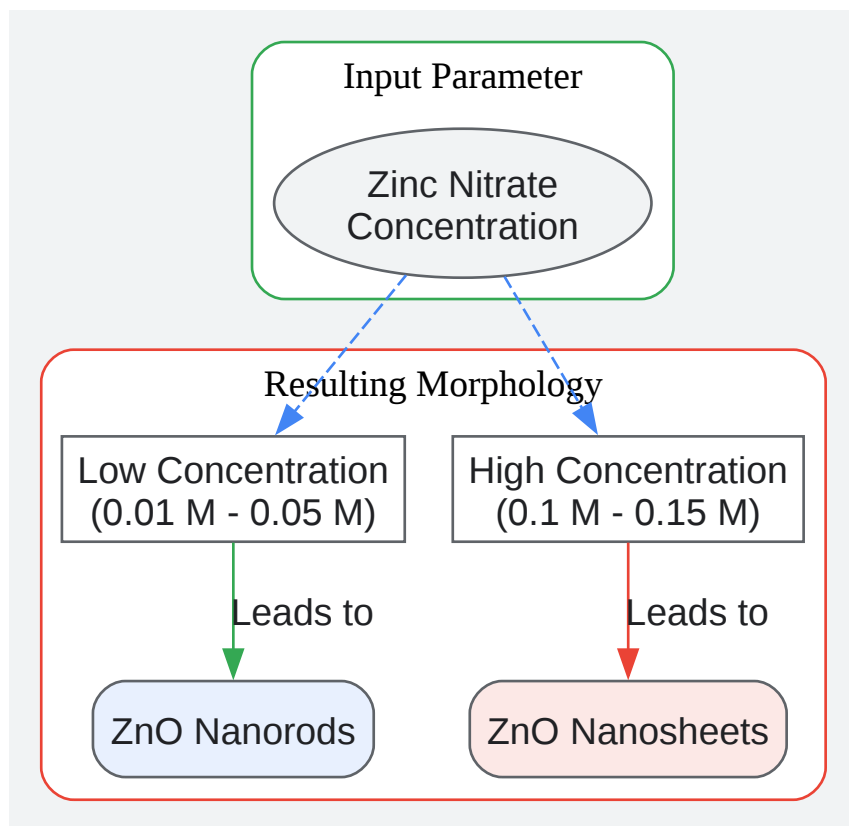 Input Parameter
Zinc Nitrate
Concentration
Resulting Morphology
Low Concentration
(0.01 M - 0.05 M)
High Concentration
(0.1 M - 0.15 M)
Leads to
Leads to
ZnO Nanorods
ZnO Nanosheets